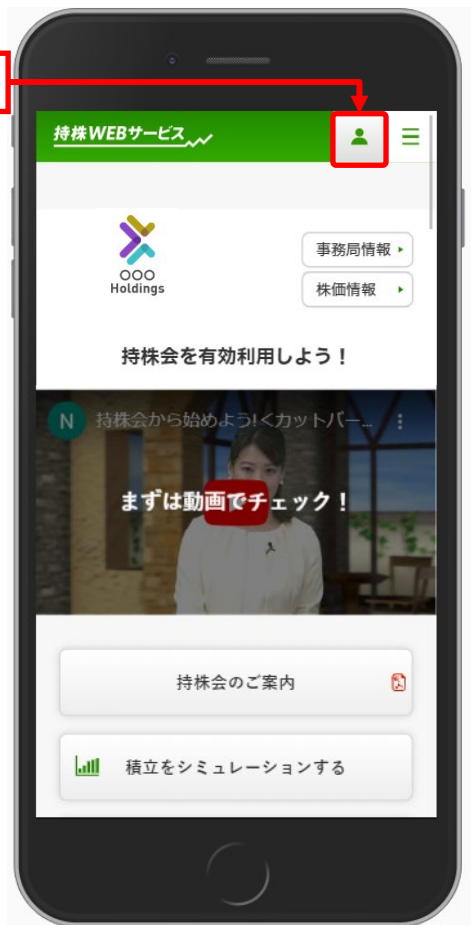 持株WEBサービス
OOO
Holdings
事務局情報
株価情報
持株会を有効利用しよう！
N 持株会から始めよう!<カットバー...
まずは動画でチェック！
持株会のご案内
積立をシミュレーションする